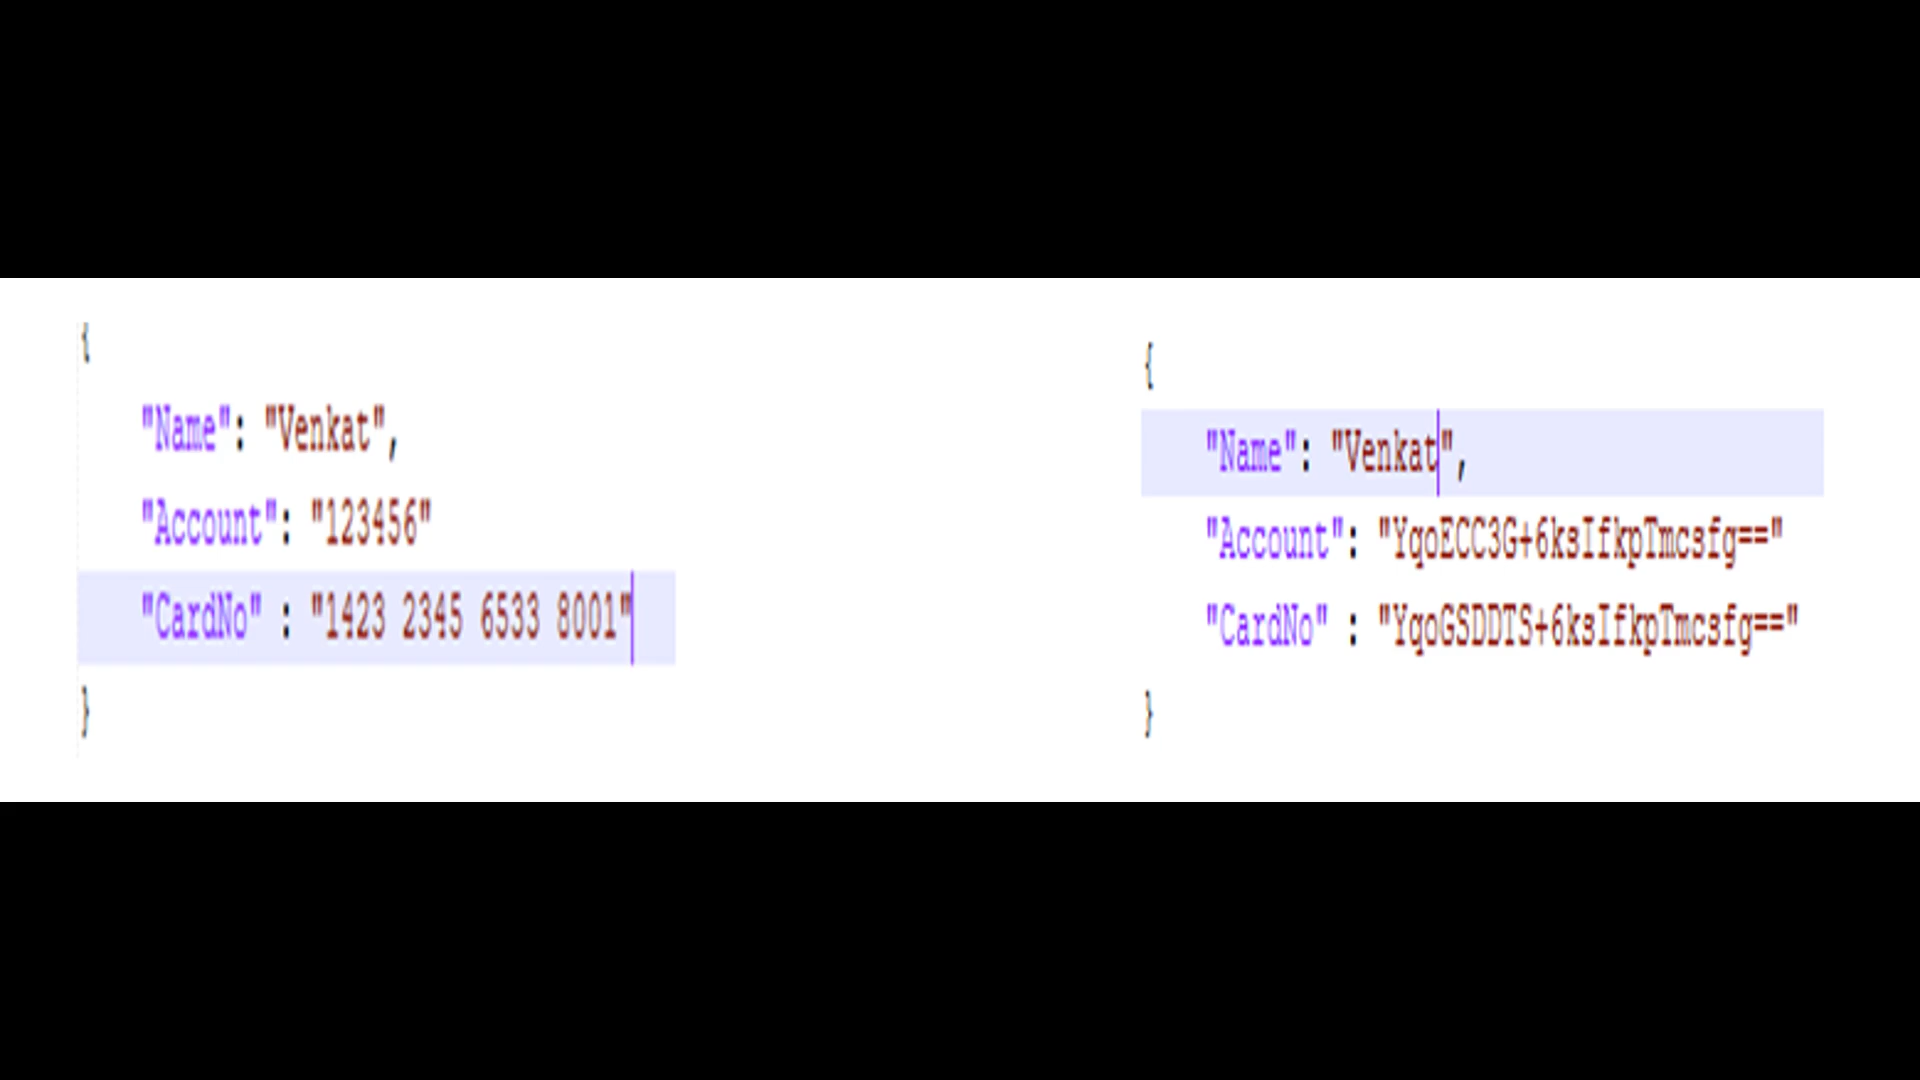 {
"Name": "Venkat",
"Account": "123456"
"CardNo" : "1423 2345 6533 8001"
}
{
"Name": "Venkat",
"Account": "YqoECC3G+6ksIfkpTmcsfg=="
"CardNo" : "YqoGSDDTS+6ksIfkpTmcsfg=="
}